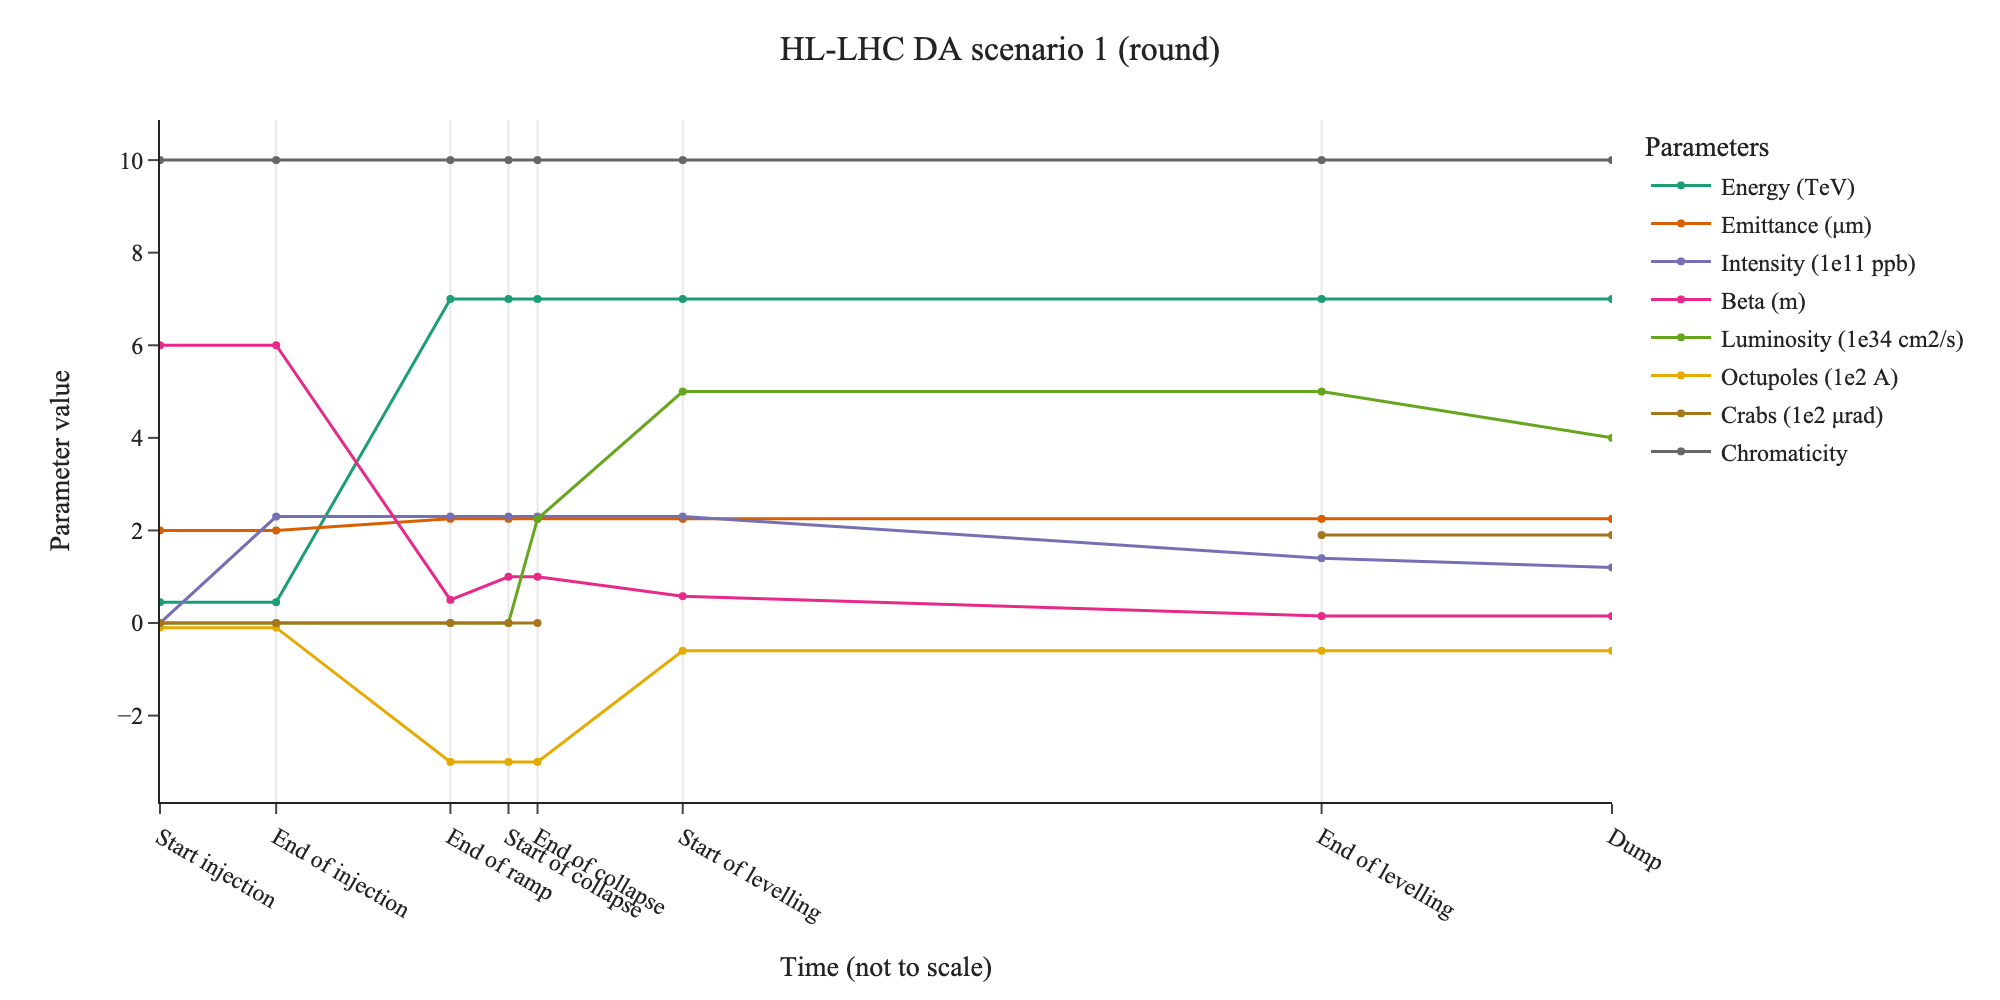 HL-LHC DA scenario 1 (round)
Parameter value
10
8
6
4
2
0
−2
Start injection
End of injection
End of ramp
Start of collapse
End of collapse
Start of levelling
End of levelling
Dump
Time (not to scale)
Parameters
Energy (TeV)
Emittance (μm)
Intensity (1e11 ppb)
Beta (m)
Luminosity (1e34 cm2/s)
Octupoles (1e2 A)
Crabs (1e2 μrad)
Chromaticity